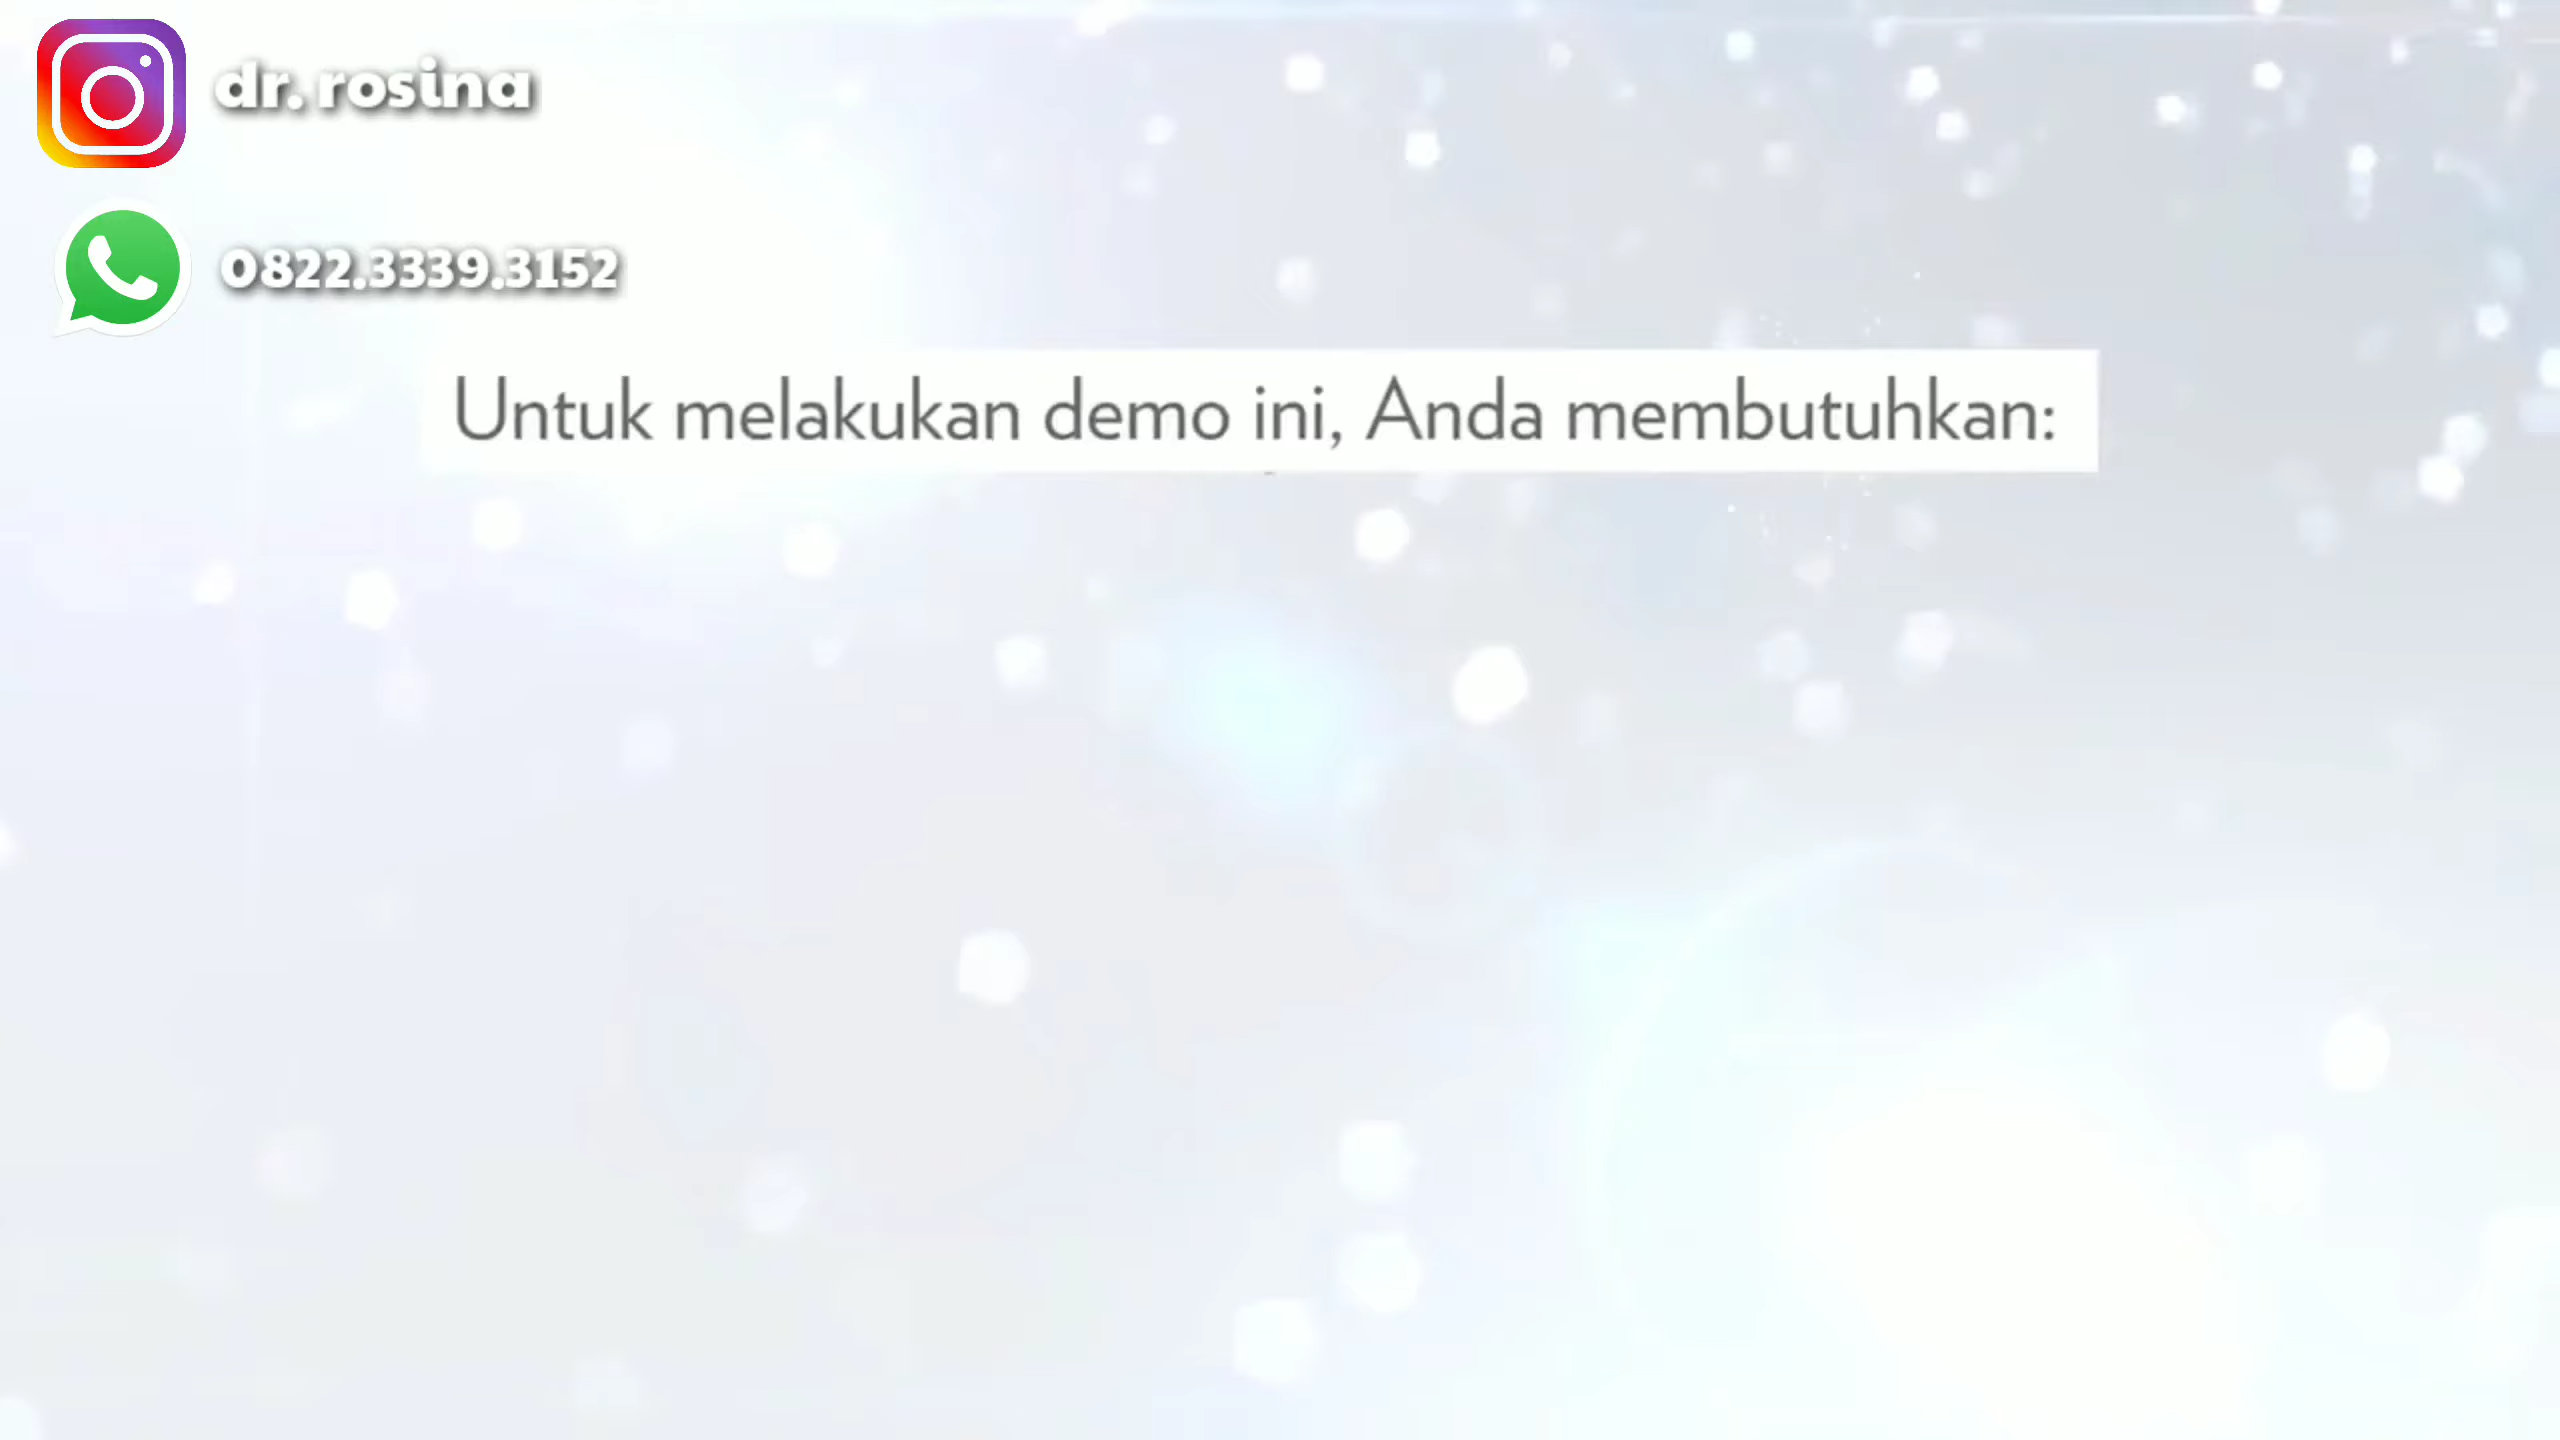 dr. rosina
0822.3339.3152
Untuk melakukan demo ini, Anda membutuhkan: